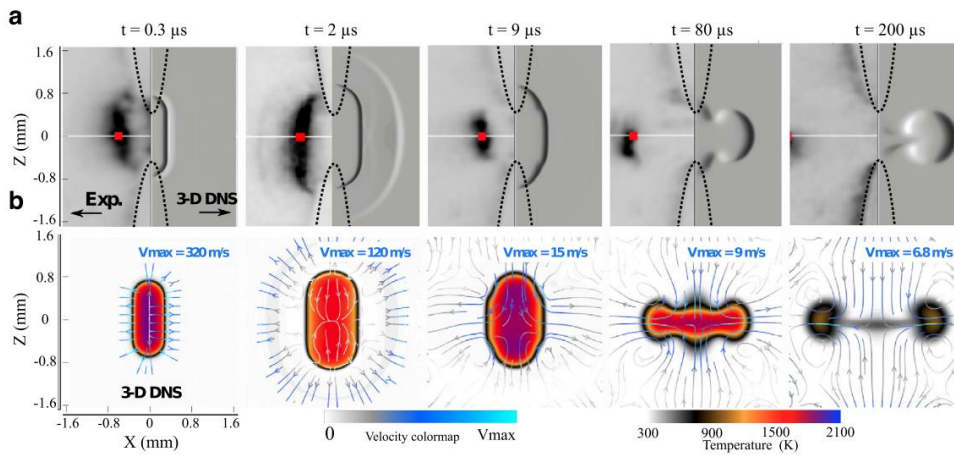 a
t = 0.3 µs t = 2 µs t = 9 µs t = 80 µs t = 200 µs
1.6
0.8
0
-0.8
-1.6
Z (mm)
Exp. 3-D DNS
b
Vmax = 320 m/s Vmax = 120 m/s Vmax = 15 m/s Vmax = 9 m/s Vmax = 6.8 m/s
1.6
0.8
0
-0.8
-1.6
Z (mm)
3-D DNS
-1.6 -0.8 0 0.8 1.6
X (mm)
0 Velocity colormap Vmax
300 900 1500 2100
Temperature (K)